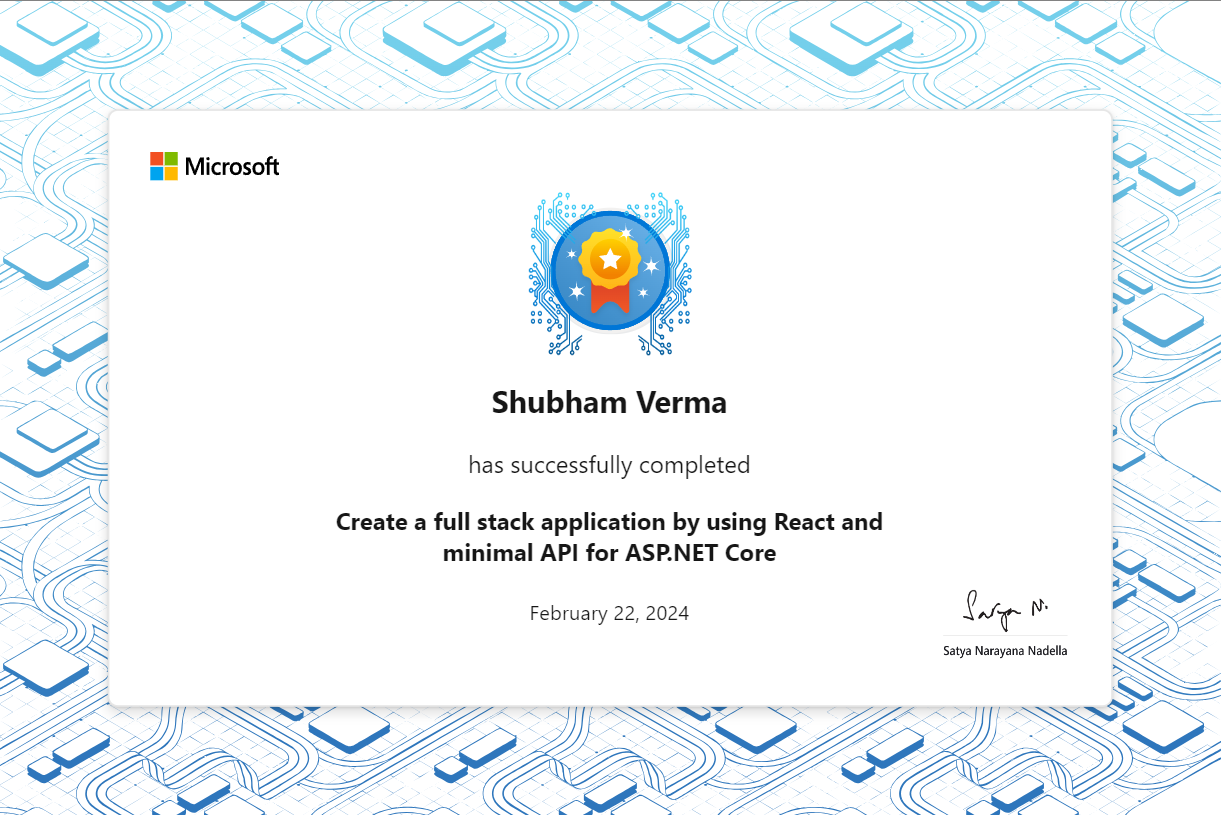 Microsoft
Shubham Verma
has successfully completed
Create a full stack application by using React and
minimal API for ASP.NET Core
February 22, 2024
Satya N.
Satya Narayana Nadella